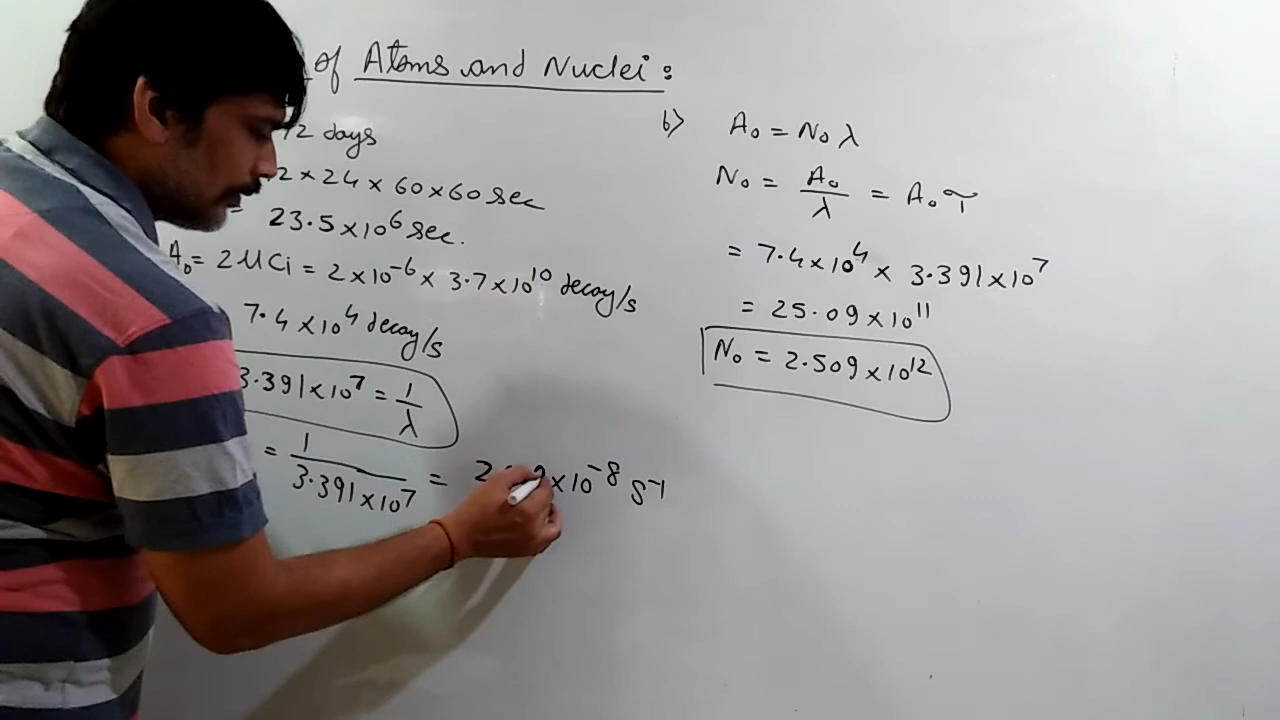 of Atoms and Nuclei:
2 days
2 × 24 × 60 × 60 sec
= 23.5 × 10⁶ sec.
A₀ = 2 μCi = 2 × 10⁻⁶ × 3.7 × 10¹⁰ decay/s
7.4 × 10⁴ decay/s
3.391 × 10⁷ = 1/λ
= 1/3.391 × 10⁷ = 2 × 10⁻⁸ S⁻¹
b) A₀ = N₀ λ
N₀ = A₀/λ = A₀ τ
= 7.4 × 10⁴ × 3.391 × 10⁷
= 25.09 × 10¹¹
N₀ = 2.509 × 10¹²